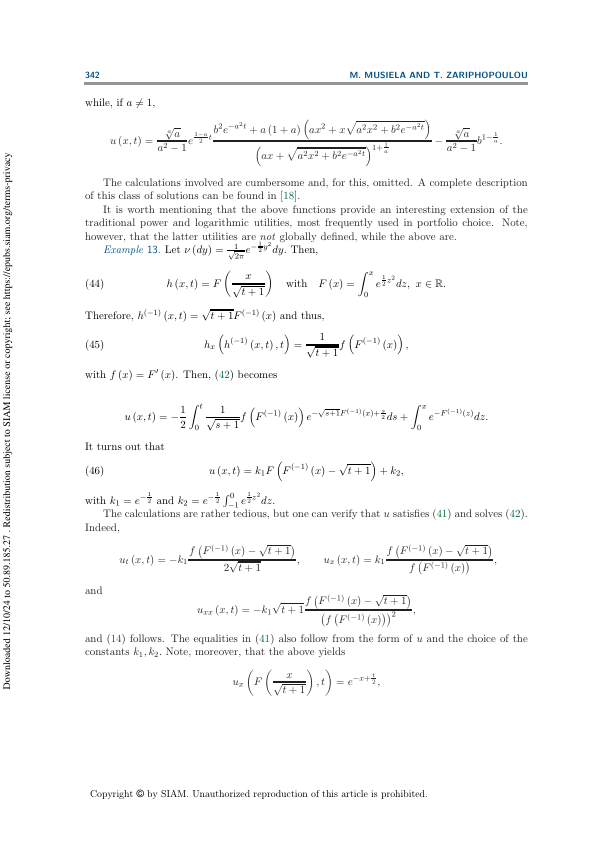 342 M. MUSIELA AND T. ZARIPHOPOULOU
while, if a ≠ 1,
u (x, t) = \frac{\sqrt[a]{a}}{a^2 − 1} e^{\frac{1−a}{2}t} \frac{b^2 e^{−a^2 t} + a (1 + a) \left( ax^2 + x\sqrt{a^2x^2 + b^2e^{−a^2t}} \right)}{\left( ax + \sqrt{a^2x^2 + b^2e^{−a^2t}} \right)^{1+\frac{1}{a}}} − \frac{\sqrt[a]{a}}{a^2 − 1} b^{1−\frac{1}{a}}.
The calculations involved are cumbersome and, for this, omitted. A complete description
of this class of solutions can be found in [18].
It is worth mentioning that the above functions provide an interesting extension of the
traditional power and logarithmic utilities, most frequently used in portfolio choice. Note,
however, that the latter utilities are not globally defined, while the above are.
Example 13. Let ν (dy) = \frac{1}{\sqrt{2π}} e^{−\frac{1}{2}y^2} dy. Then,
(44) h (x, t) = F \left( \frac{x}{\sqrt{t + 1}} \right) with F (x) = \int_0^x e^{\frac{1}{2}z^2} dz, x ∈ ℝ.
Therefore, h^{(−1)} (x, t) = \sqrt{t + 1} F^{(−1)} (x) and thus,
(45) h_x \left( h^{(−1)} (x, t) , t \right) = \frac{1}{\sqrt{t + 1}} f \left( F^{(−1)} (x) \right) ,
with f (x) = F′ (x). Then, (42) becomes
u (x, t) = −\frac{1}{2} \int_0^t \frac{1}{\sqrt{s + 1}} f \left( F^{(−1)} (x) \right) e^{−\sqrt{s+1}F^{(−1)}(x)+\frac{s}{2}} ds + \int_0^x e^{−F^{(−1)}(z)} dz.
It turns out that
(46) u (x, t) = k_1 F \left( F^{(−1)} (x) − \sqrt{t + 1} \right) + k_2,
with k_1 = e^{−\frac{1}{2}} and k_2 = e^{−\frac{1}{2}} \int_{−1}^0 e^{\frac{1}{2}z^2} dz.
The calculations are rather tedious, but one can verify that u satisfies (41) and solves (42).
Indeed,
u_t (x, t) = −k_1 \frac{f \left( F^{(−1)} (x) − \sqrt{t + 1} \right)}{2\sqrt{t + 1}}, u_x (x, t) = k_1 \frac{f \left( F^{(−1)} (x) − \sqrt{t + 1} \right)}{f \left( F^{(−1)} (x) \right)},
and
u_{xx} (x, t) = −k_1 \sqrt{t + 1} \frac{f \left( F^{(−1)} (x) − \sqrt{t + 1} \right)}{\left( f \left( F^{(−1)} (x) \right) \right)^2},
and (14) follows. The equalities in (41) also follow from the form of u and the choice of the
constants k_1, k_2. Note, moreover, that the above yields
u_x \left( F \left( \frac{x}{\sqrt{t + 1}} \right) , t \right) = e^{−x+\frac{t}{2}},
Copyright © by SIAM. Unauthorized reproduction of this article is prohibited.
Downloaded 12/10/24 to 50.89.185.27 . Redistribution subject to SIAM license or copyright; see https://epubs.siam.org/terms-privacy